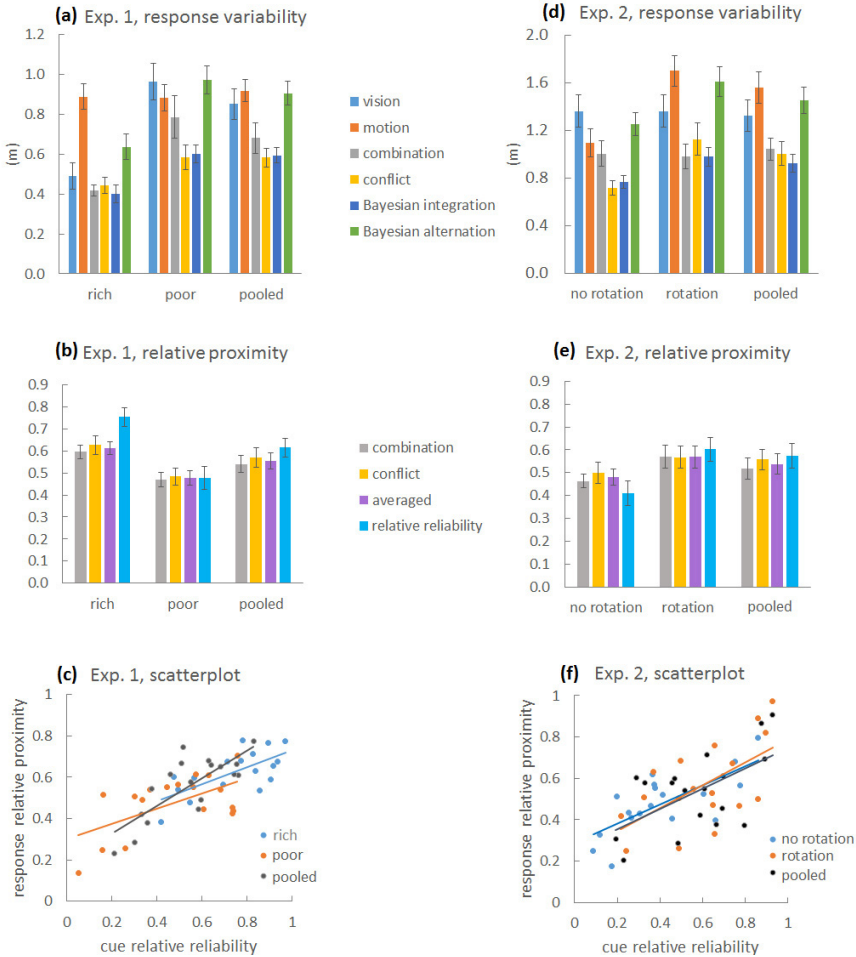 (a) Exp. 1, response variability
1.2
1.0
0.8
0.6
0.4
0.2
0.0
(m)
rich poor pooled
vision
motion
combination
conflict
Bayesian integration
Bayesian alternation
(d) Exp. 2, response variability
2.0
1.6
1.2
0.8
0.4
0.0
(m)
no rotation rotation pooled
(b) Exp. 1, relative proximity
0.9
0.8
0.7
0.6
0.5
0.4
0.3
0.2
0.1
0.0
rich poor pooled
combination
conflict
averaged
relative reliability
(e) Exp. 2, relative proximity
0.9
0.8
0.7
0.6
0.5
0.4
0.3
0.2
0.1
0.0
no rotation rotation pooled
(c) Exp. 1, scatterplot
response relative proximity
1
0.8
0.6
0.4
0.2
0
0 0.2 0.4 0.6 0.8 1
cue relative reliability
rich
poor
pooled
(f) Exp. 2, scatterplot
response relative proximity
1
0.8
0.6
0.4
0.2
0
0 0.2 0.4 0.6 0.8 1
cue relative reliability
no rotation
rotation
pooled